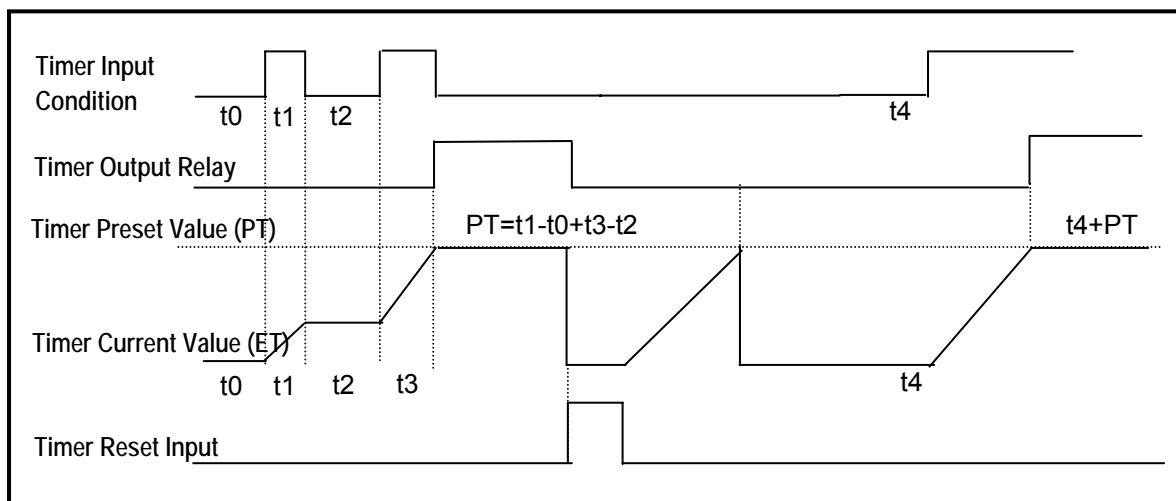 Timer Input
Condition
t0 t1 t2 t4
Timer Output Relay
Timer Preset Value (PT) PT=t1-t0+t3-t2 t4+PT
Timer Current Value (ET)
t0 t1 t2 t3 t4
Timer Reset Input